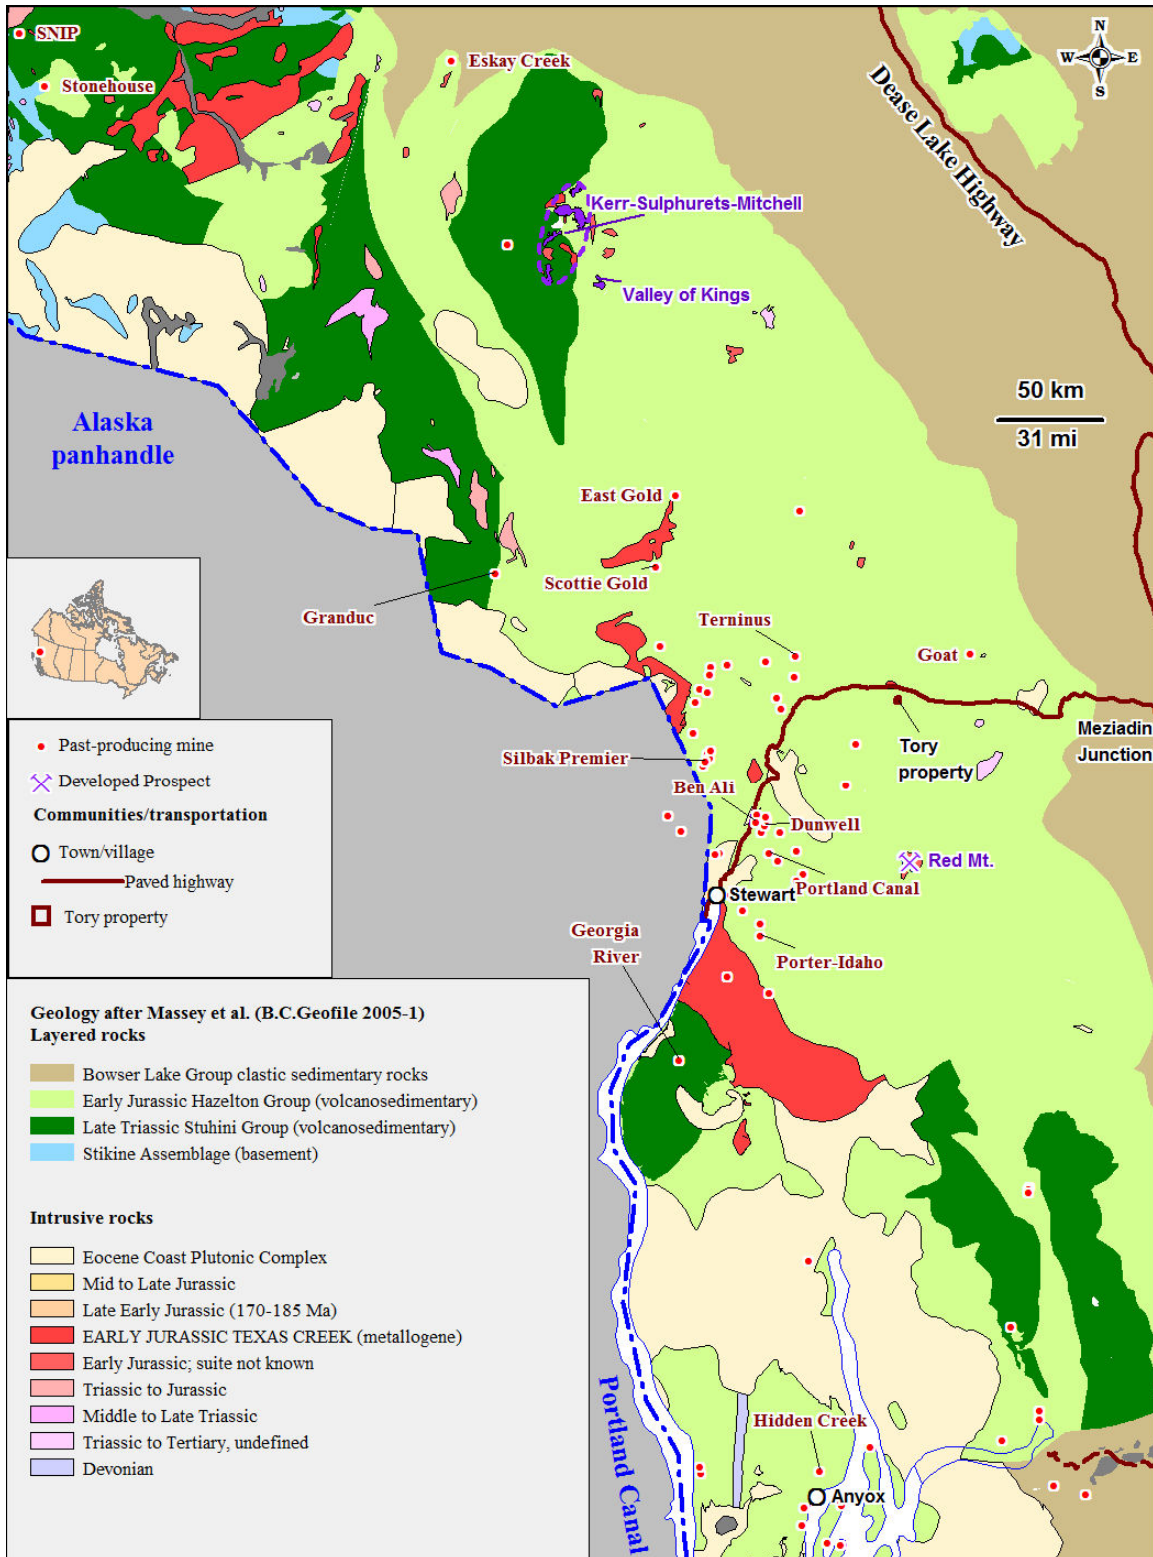 SNIP
Stonehouse
Eskay Creek
N
W E
S
Dease Lake Highway
Kerr-Sulphurets-Mitchell
Valley of Kings
50 km
31 mi
Alaska
panhandle
East Gold
Scottie Gold
Granduc
Terninus
Goat
Meziadin
Junction
Tory
property
Silbak Premier
Ben Ali
Dunwell
Red Mt.
Portland Canal
Stewart
Georgia
River
Porter-Idaho
Past-producing mine
Developed Prospect
Communities/transportation
Town/village
Paved highway
Tory property
Geology after Massey et al. (B.C.Geofile 2005-1)
Layered rocks
Bowser Lake Group clastic sedimentary rocks
Early Jurassic Hazelton Group (volcanosedimentary)
Late Triassic Stuhini Group (volcanosedimentary)
Stikine Assemblage (basement)
Intrusive rocks
Eocene Coast Plutonic Complex
Mid to Late Jurassic
Late Early Jurassic (170-185 Ma)
EARLY JURASSIC TEXAS CREEK (metallogene)
Early Jurassic; suite not known
Triassic to Jurassic
Middle to Late Triassic
Triassic to Tertiary, undefined
Devonian
Portland Canal
Hidden Creek
Anyox